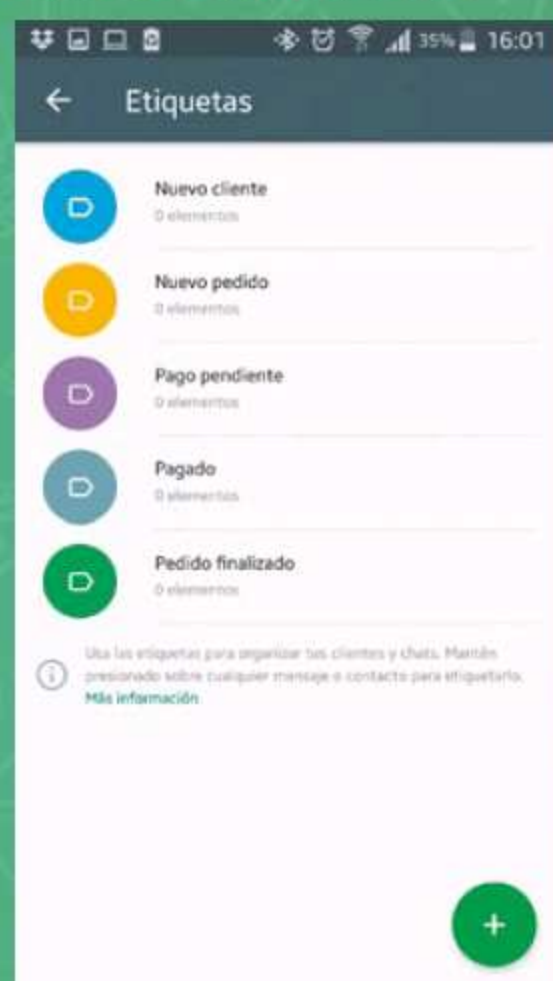 35% 16:01
Etiquetas
Nuevo cliente
0 elementos
Nuevo pedido
0 elementos
Pago pendiente
0 elementos
Pagado
0 elementos
Pedido finalizado
0 elementos
Usa las etiquetas para organizar tus clientes y chats. Mantén
presionado sobre cualquier mensaje o contacto para etiquetarlo.
Más información